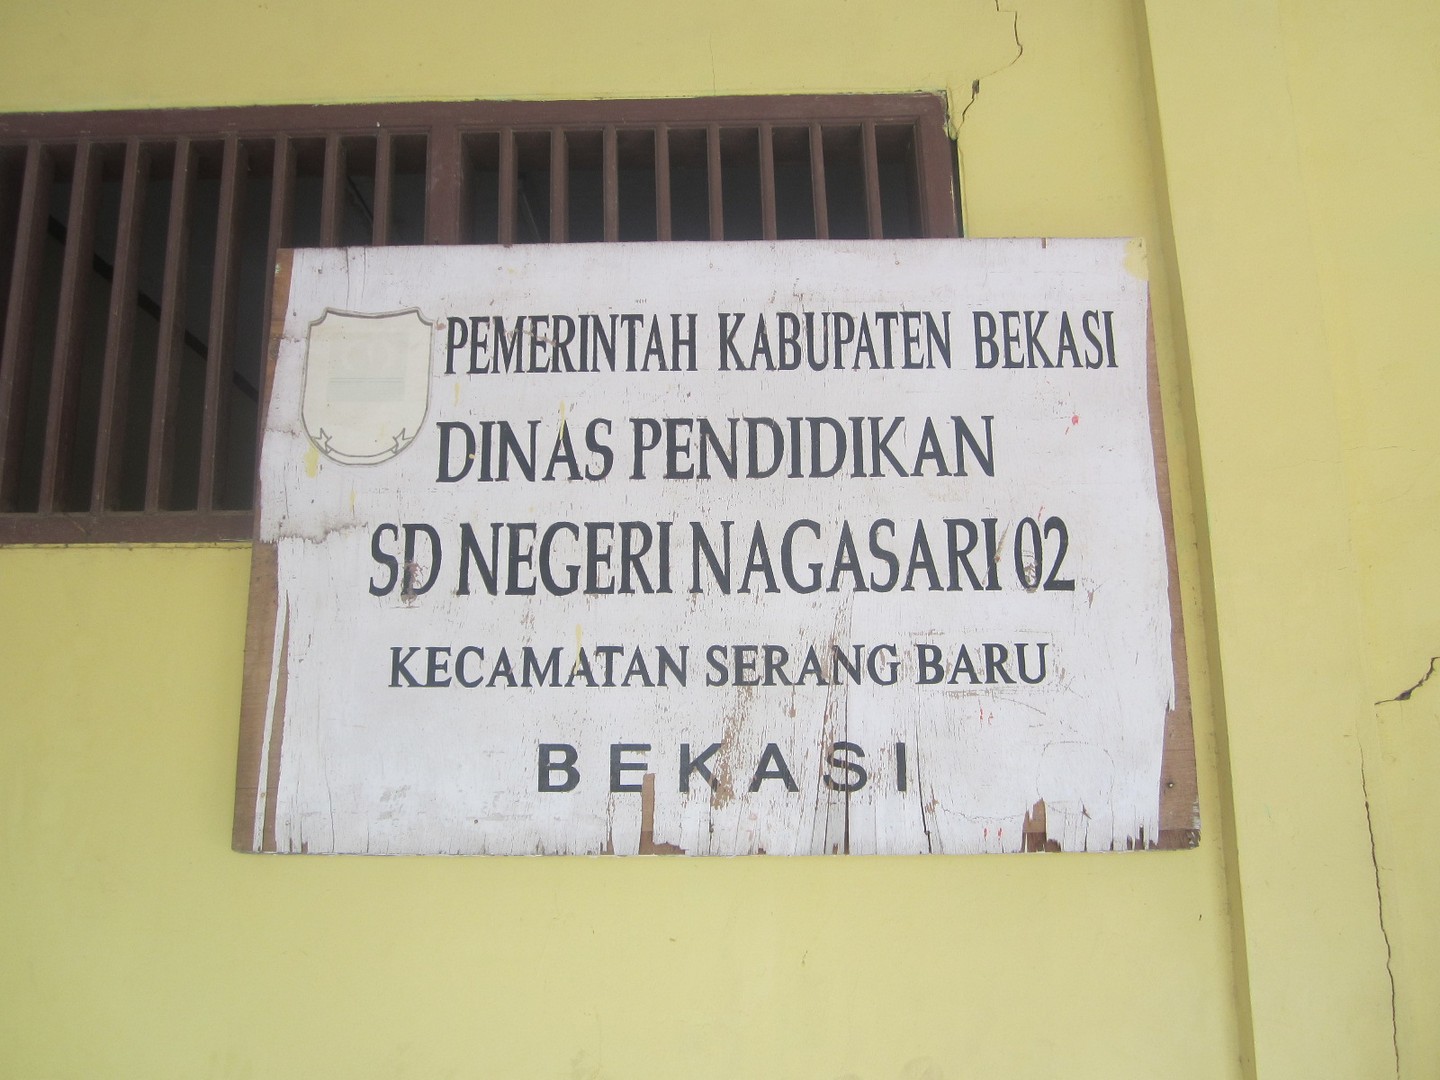 PEMERINTAH KABUPATEN BEKASI
DINAS PENDIDIKAN
SD NEGERI NAGASARI 02
KECAMATAN SERANG BARU
BEKASI